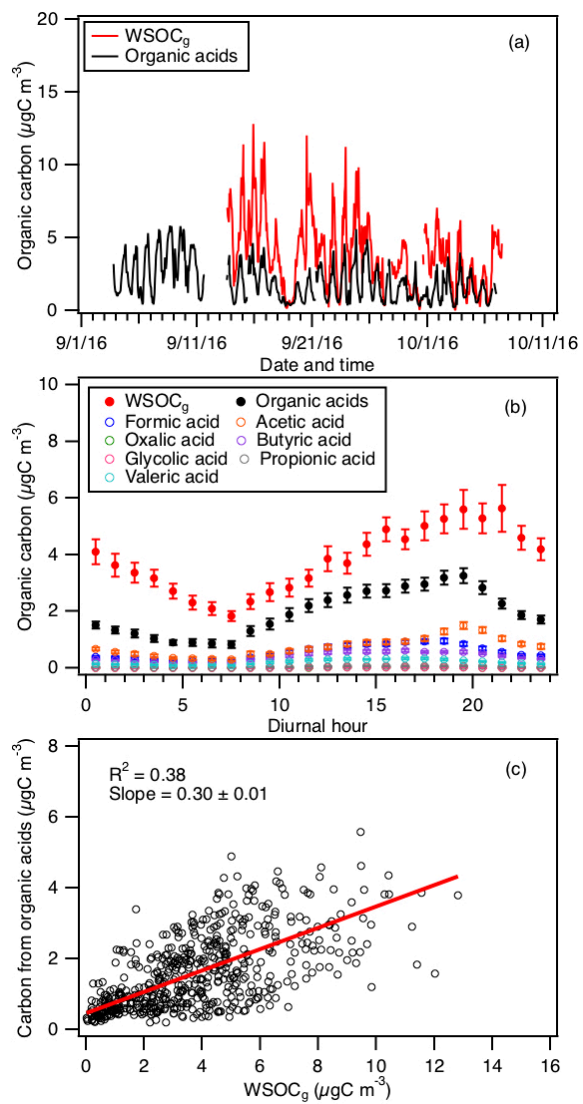 20
15
10
5
0
Organic carbon (µgC m-3)
WSOCg
Organic acids
(a)
9/1/16 9/11/16 9/21/16 10/1/16 10/11/16
Date and time
10
8
6
4
2
0
Organic carbon (µgC m-3)
WSOCg Organic acids
Formic acid Acetic acid
Oxalic acid Butyric acid
Glycolic acid Propionic acid
Valeric acid
(b)
0 5 10 15 20
Diurnal hour
8
6
4
2
0
Carbon from organic acids (µgC m-3)
R2 = 0.38
Slope = 0.30 ± 0.01
(c)
0 2 4 6 8 10 12 14 16
WSOCg (µgC m-3)